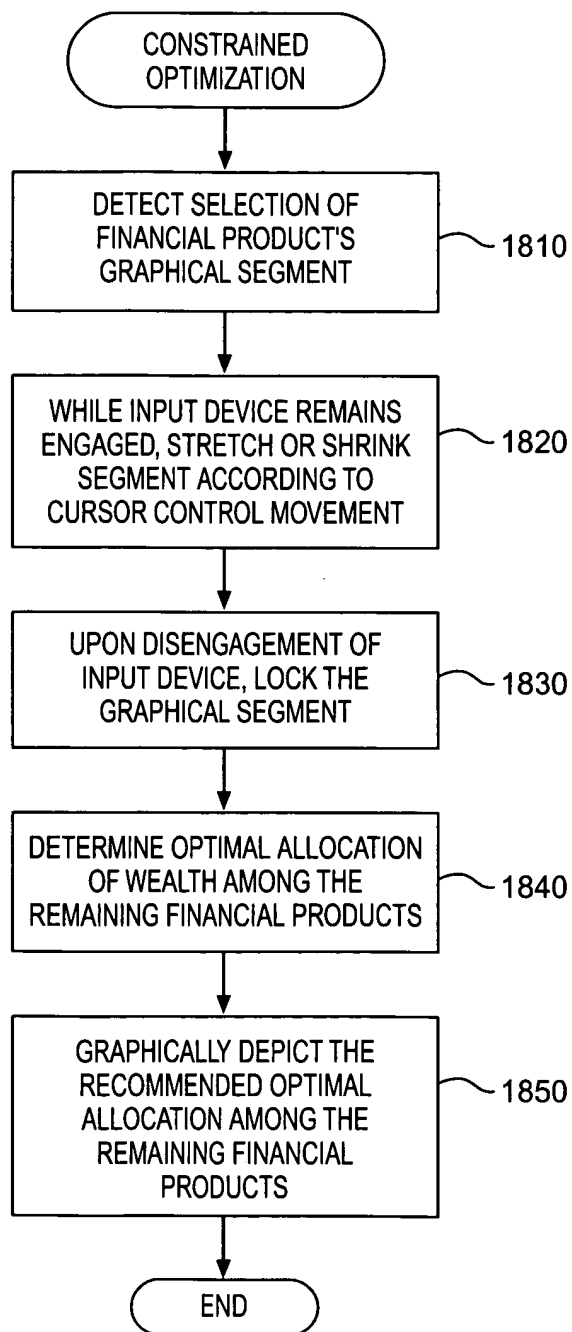 CONSTRAINED
OPTIMIZATION
DETECT SELECTION OF
FINANCIAL PRODUCT'S
GRAPHICAL SEGMENT
1810
WHILE INPUT DEVICE REMAINS
ENGAGED, STRETCH OR SHRINK
SEGMENT ACCORDING TO
CURSOR CONTROL MOVEMENT
1820
UPON DISENGAGEMENT OF
INPUT DEVICE, LOCK THE
GRAPHICAL SEGMENT
1830
DETERMINE OPTIMAL ALLOCATION
OF WEALTH AMONG THE
REMAINING FINANCIAL PRODUCTS
1840
GRAPHICALLY DEPICT THE
RECOMMENDED OPTIMAL
ALLOCATION AMONG THE
REMAINING FINANCIAL
PRODUCTS
1850
END